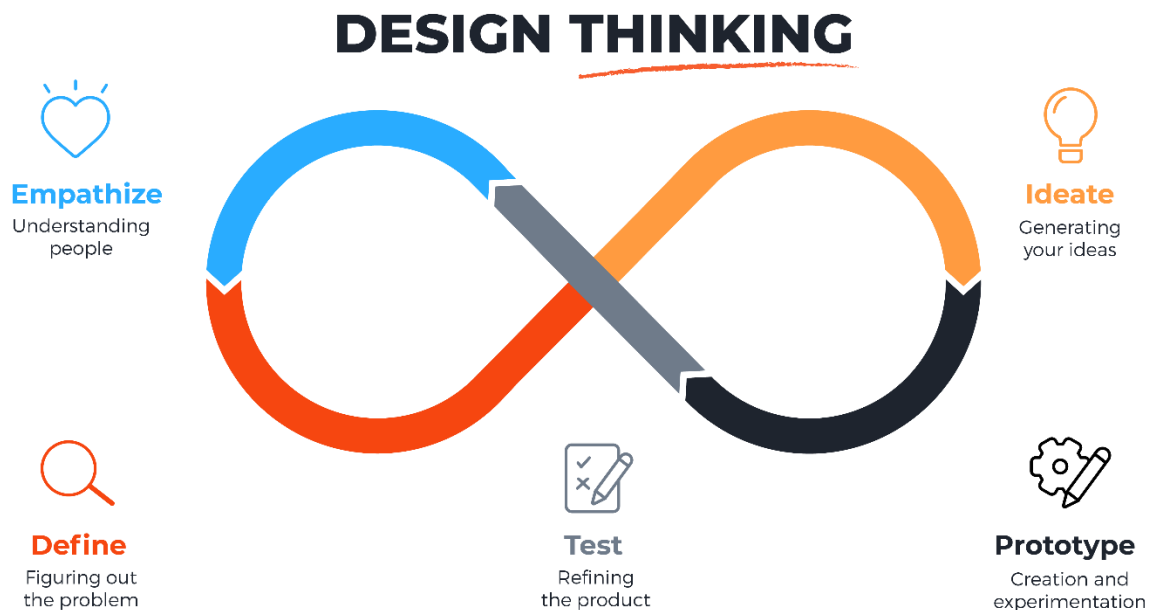 DESIGN THINKING
Empathize
Understanding
people
Ideate
Generating
your ideas
Define
Figuring out
the problem
Test
Refining
the product
Prototype
Creation and
experimentation